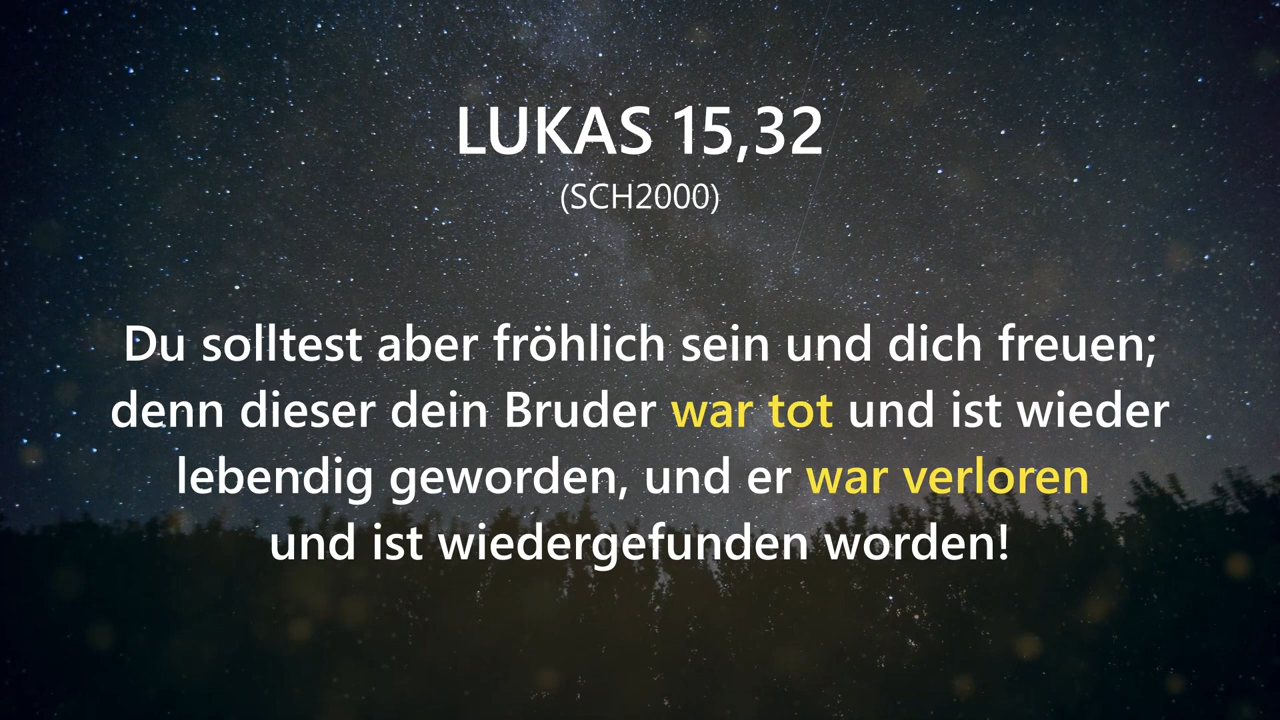 LUKAS 15,32
(SCH2000)
Du solltest aber fröhlich sein und dich freuen;
denn dieser dein Bruder war tot und ist wieder
lebendig geworden, und er war verloren
und ist wiedergefunden worden!